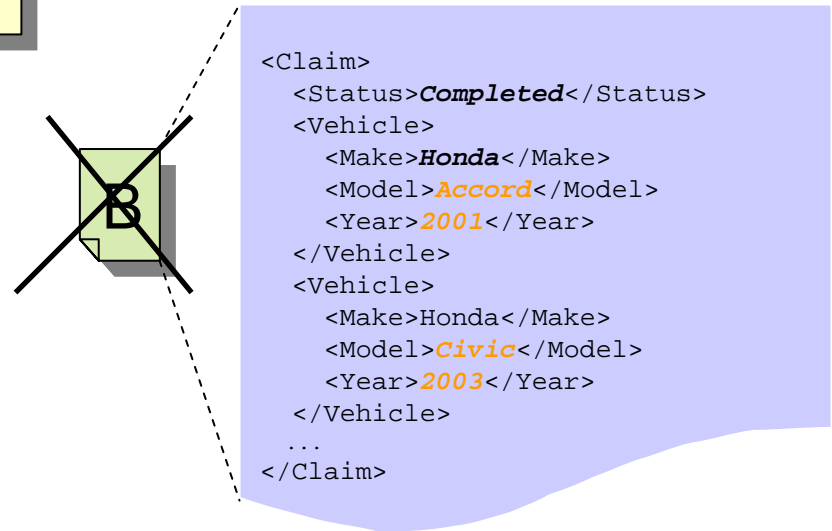 <Claim>
<Status>Completed</Status>
<Vehicle>
<Make>Honda</Make>
<Model>Accord</Model>
<Year>2001</Year>
</Vehicle>
<Vehicle>
<Make>Honda</Make>
<Model>Civic</Model>
<Year>2003</Year>
</Vehicle>
...
</Claim>
B